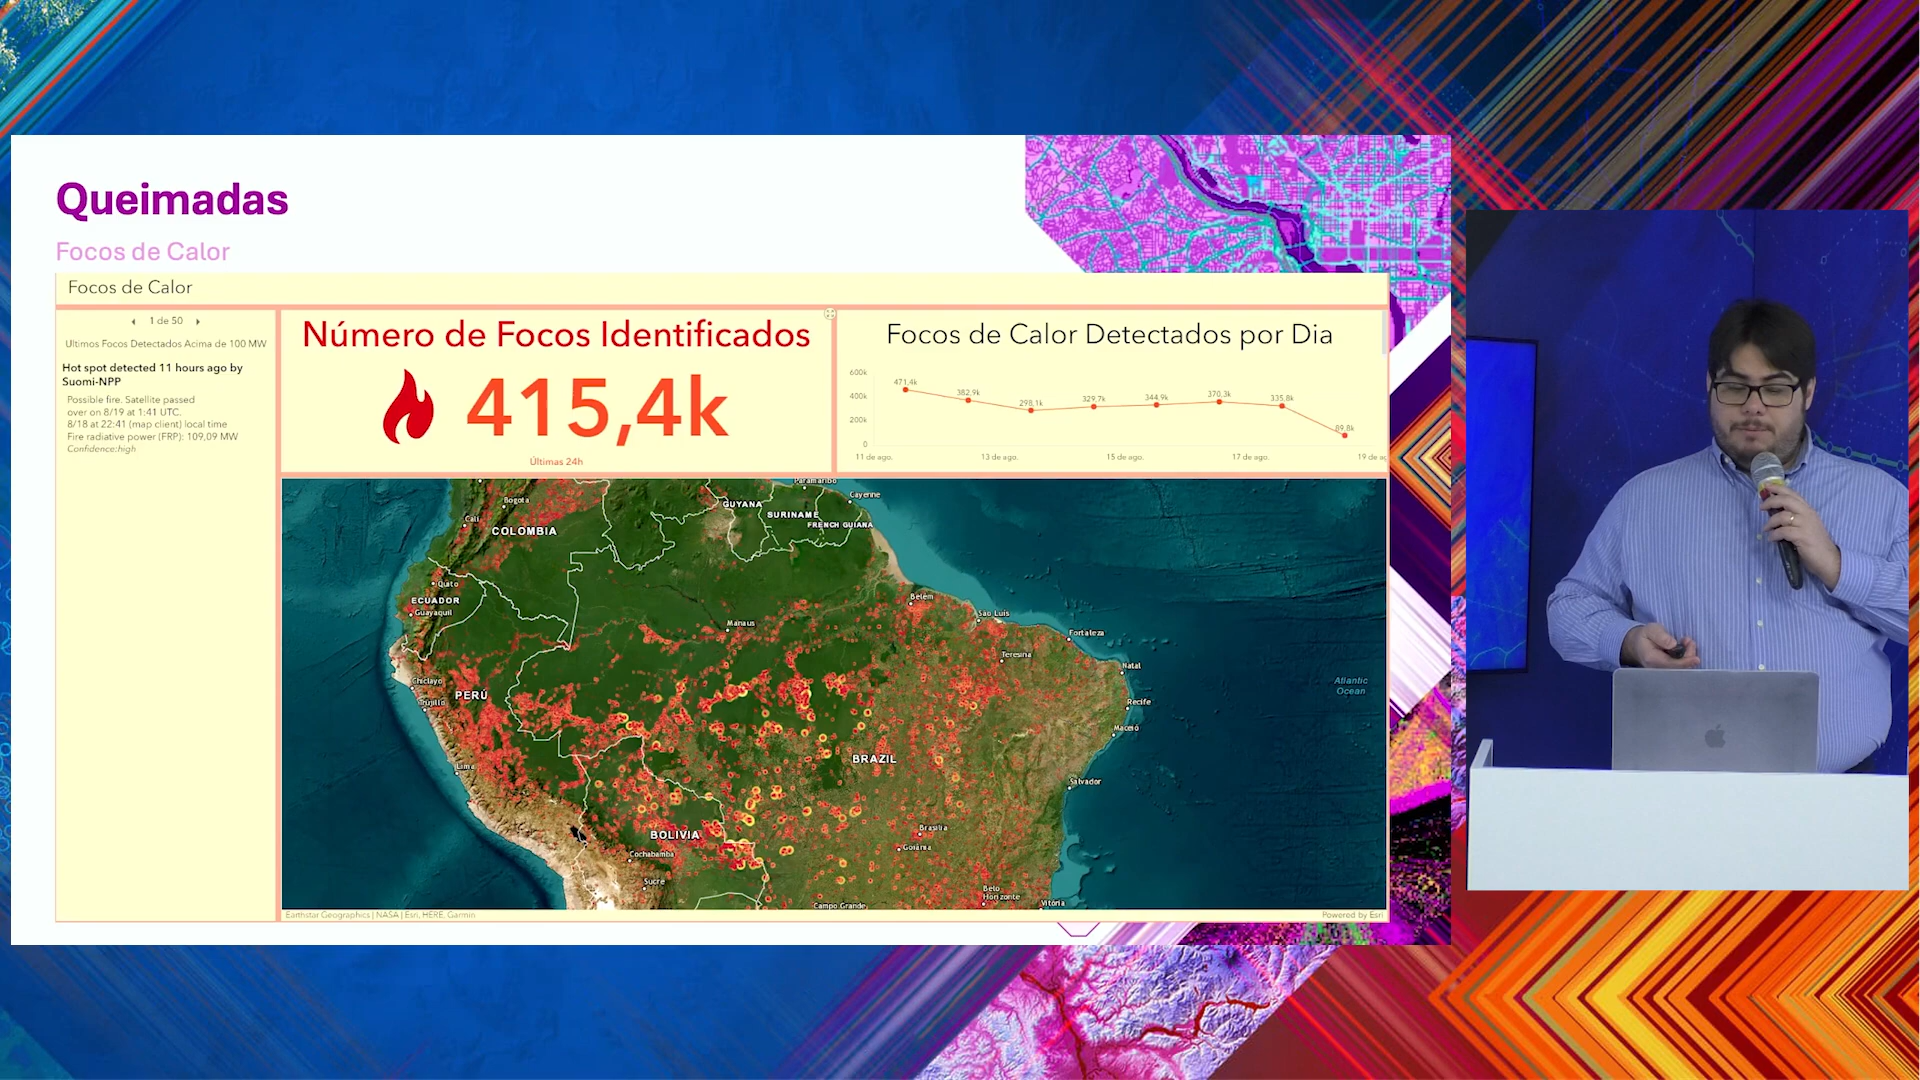 Queimadas
Focos de Calor
Focos de Calor
1 de 50
Ultimos Focos Detectados Acima de 100 MW
Hot spot detected 11 hours ago by
Suomi-NPP
Possible fire. Satellite passed
over on 8/19 at 1:41 UTC.
8/18 at 22:41 (map client) local time
Fire radiative power (FRP): 109,09 MW
Confidence:high
Número de Focos Identificados
415,4k
Últimas 24h
Focos de Calor Detectados por Dia
600k
400k
200k
0
471.4k
382.9k
298.1k
329.7k
344.9k
370.3k
335.8k
89.8k
11 de ago.
13 de ago.
15 de ago.
17 de ago.
19 de ag
Paramaribo
Cayenne
Bogota
GUYANA
SURINAME
Cali
FRENCH GUIANA
COLOMBIA
Quito
ECUADOR
Guayaquil
Belém
São Luís
Manaus
Fortaleza
Teresina
Natal
Chiclayo
PERÚ
Trujillo
Atlantic
Ocean
Recife
Maceió
BRAZIL
Lima
Salvador
Brasília
BOLIVIA
Goiânia
Cochabamba
Sucre
Belo
Horizonte
Campo Grande
Vitória
Earthstar Geographics | NASA | Esri, HERE, Garmin
Powered by Esri